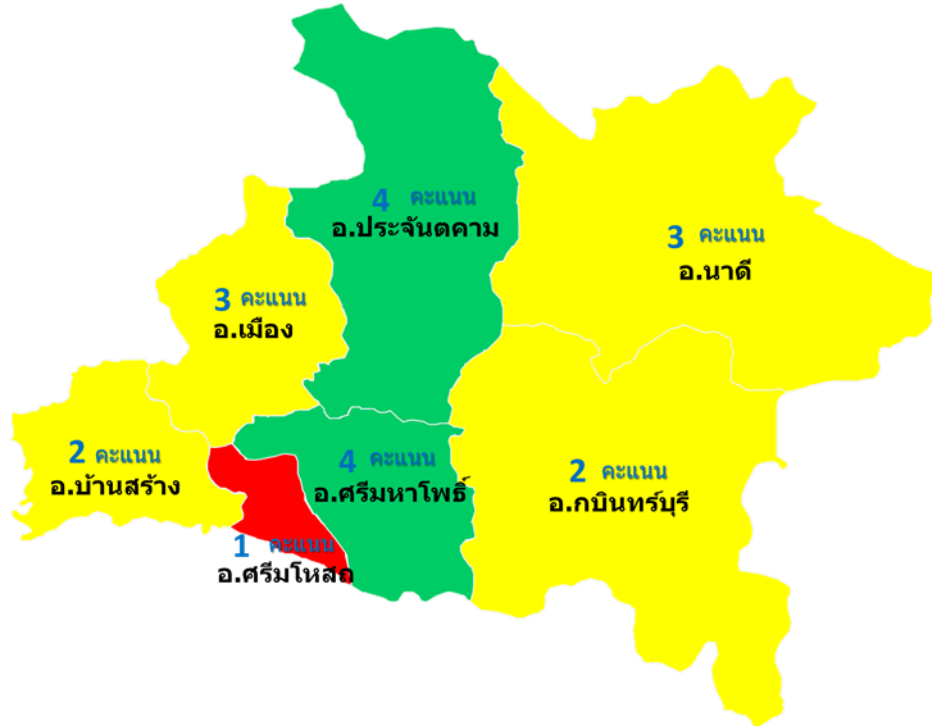 4 คะแนน
อ.ประจันตคาม
3 คะแนน
อ.นาดี
3 คะแนน
อ.เมือง
2 คะแนน
อ.บ้านสร้าง
4 คะแนน
อ.ศรีมหาโพธิ์
2 คะแนน
อ.กบินทร์บุรี
1 คะแนน
อ.ศรีมโหสถ